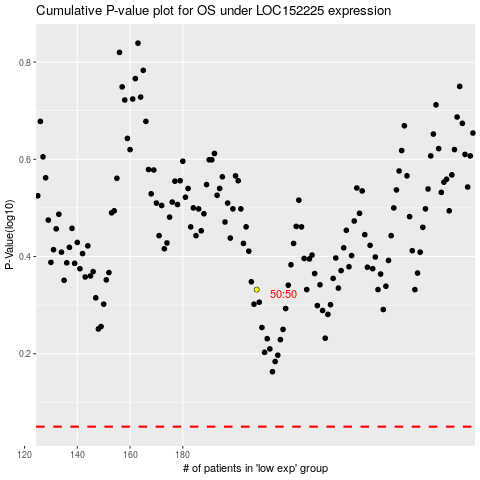 Cumulative P-value plot for OS under LOC152225 expression
P-Value(log10)
0.8
0.6
0.4
0.2
50:50
120 140 160 180
# of patients in 'low exp' group